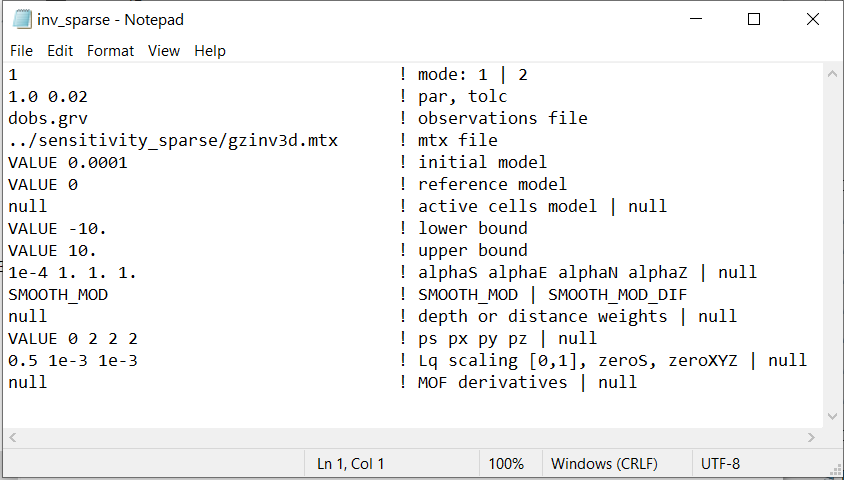 inv_sparse - Notepad
File Edit Format View Help
1 ! mode: 1 | 2
1.0 0.02 ! par, tolc
dobs.grv ! observations file
../sensitivity_sparse/gzinv3d.mtx ! mtx file
VALUE 0.0001 ! initial model
VALUE 0 ! reference model
null ! active cells model | null
VALUE -10. ! lower bound
VALUE 10. ! upper bound
1e-4 1. 1. 1. ! alphaS alphaE alphaN alphaZ | null
SMOOTH_MOD ! SMOOTH_MOD | SMOOTH_MOD_DIF
null ! depth or distance weights | null
VALUE 0 2 2 2 ! ps px py pz | null
0.5 1e-3 1e-3 ! Lq scaling [0,1], zeroS, zeroXYZ | null
null ! MOF derivatives | null
Ln 1, Col 1 100% Windows (CRLF) UTF-8